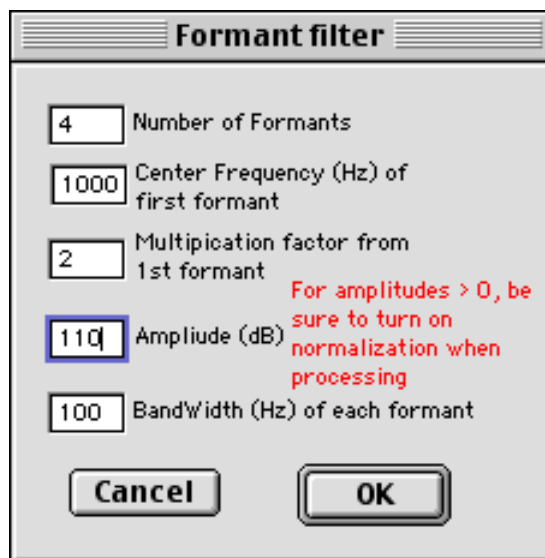 Formant filter
4 Number of Formants
1000 Center Frequency (Hz) of
first formant
2 Multipication factor from
1st formant
For amplitudes > 0, be
sure to turn on
normalization when
processing
110 Ampliude (dB)
100 BandWidth (Hz) of each formant
Cancel OK